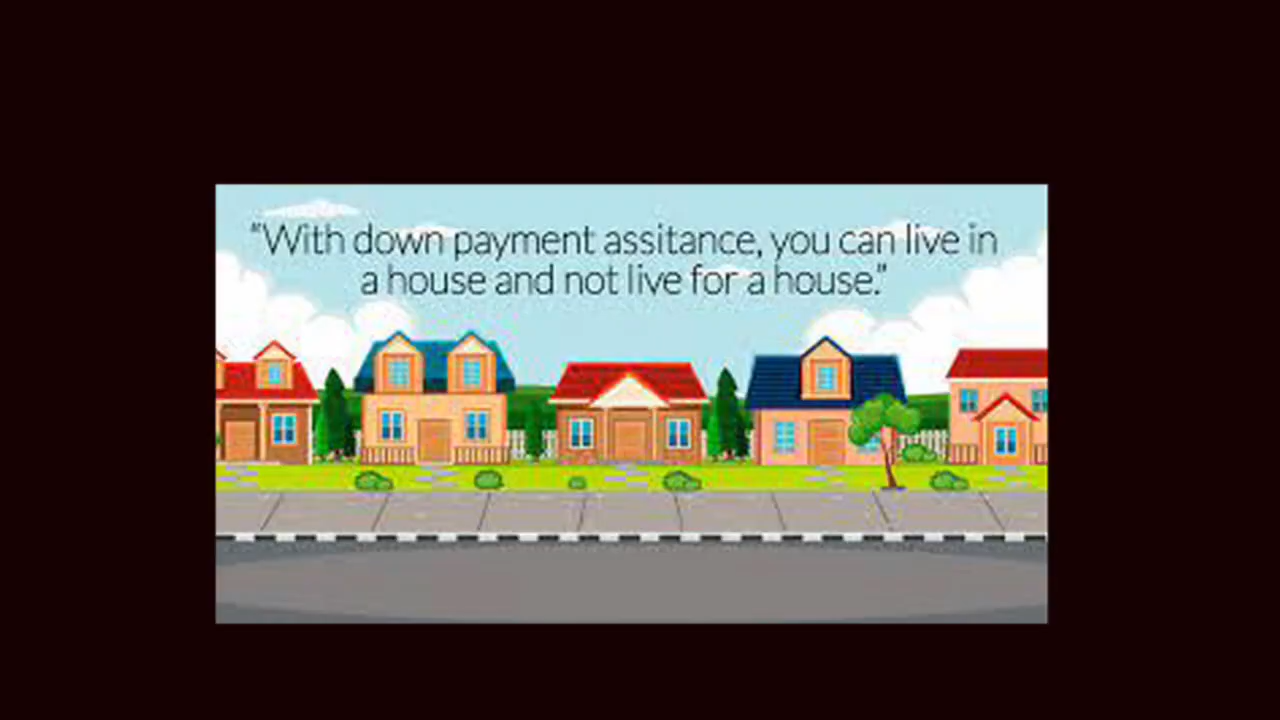 "With down payment assitance, you can live in
a house and not live for a house."